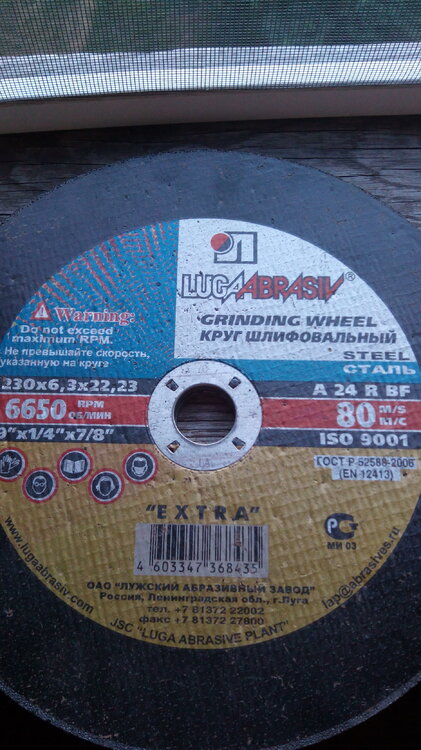 LUGAABRASIV®
GRINDING WHEEL
КРУГ ШЛИФОВАЛЬНЫЙ
STEEL
СТАЛЬ
Warning:
Do not exceed
maximum RPM.
Не превышайте скорость,
указанную на круге
230x6,3x22,23
A 24 R BF
6650 RPM
ОБ/МИН
80 M/S
М/С
9"x1/4"x7/8"
ISO 9001
ГОСТ Р 52588-2006
(EN 12413)
"EXTRA"
4 603347 368435
МИ 03
ОАО "ЛУЖСКИЙ АБРАЗИВНЫЙ ЗАВОД"
Россия, Ленинградская обл., г.Луга
тел. +7 81372 22002
факс +7 81372 27800
JSC "LUGA ABRASIVE PLANT"
www.lugaabrasiv.com
lap@abrasives.ru